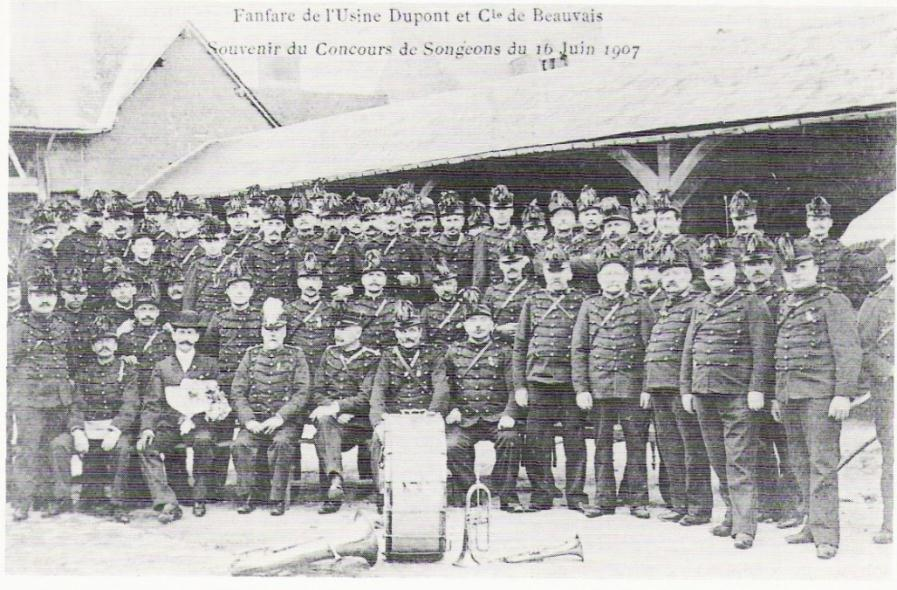 Fanfare de l'Usine Dupont et Cie de Beauvais
Souvenir du Concours de Songeons du 16 Juin 1907